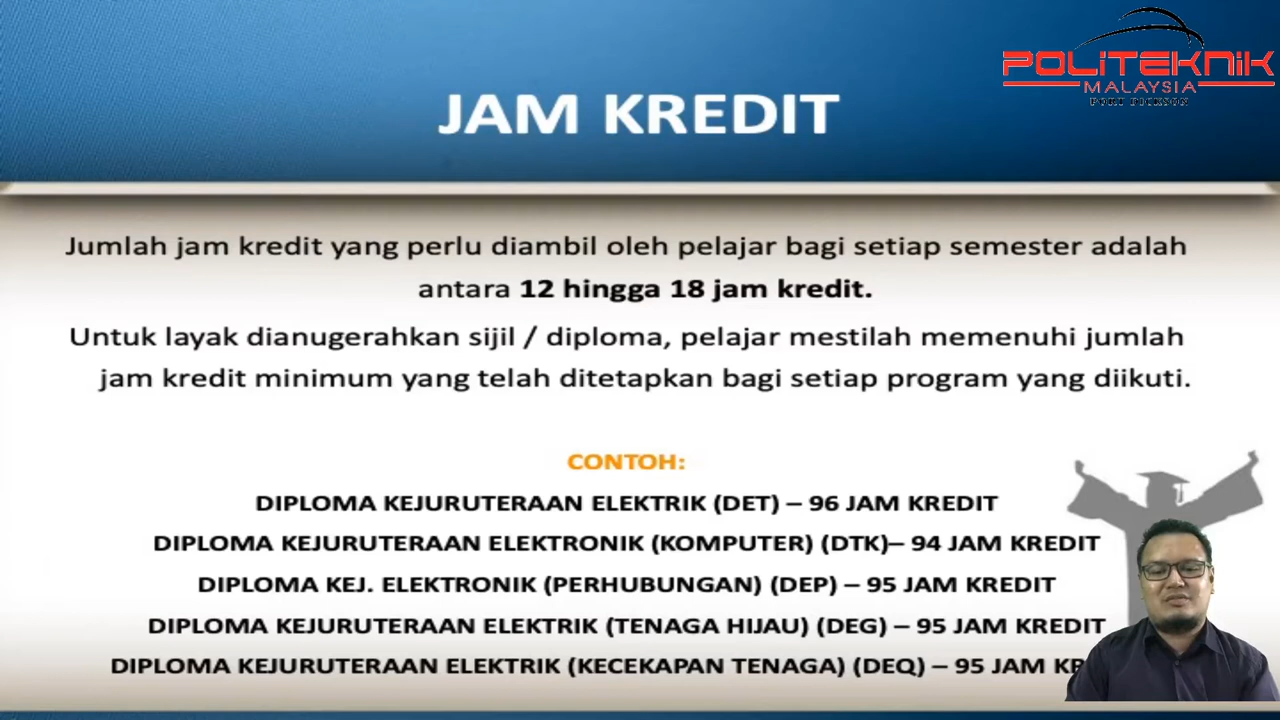 POLITEKNIK
MALAYSIA
PORT DICKSON
JAM KREDIT
Jumlah jam kredit yang perlu diambil oleh pelajar bagi setiap semester adalah
antara 12 hingga 18 jam kredit.
Untuk layak dianugerahkan sijil / diploma, pelajar mestilah memenuhi jumlah
jam kredit minimum yang telah ditetapkan bagi setiap program yang diikuti.
CONTOH:
DIPLOMA KEJURUTERAAN ELEKTRIK (DET) – 96 JAM KREDIT
DIPLOMA KEJURUTERAAN ELEKTRONIK (KOMPUTER) (DTK)– 94 JAM KREDIT
DIPLOMA KEJ. ELEKTRONIK (PERHUBUNGAN) (DEP) – 95 JAM KREDIT
DIPLOMA KEJURUTERAAN ELEKTRIK (TENAGA HIJAU) (DEG) – 95 JAM KREDIT
DIPLOMA KEJURUTERAAN ELEKTRIK (KECEKAPAN TENAGA) (DEQ) – 95 JAM